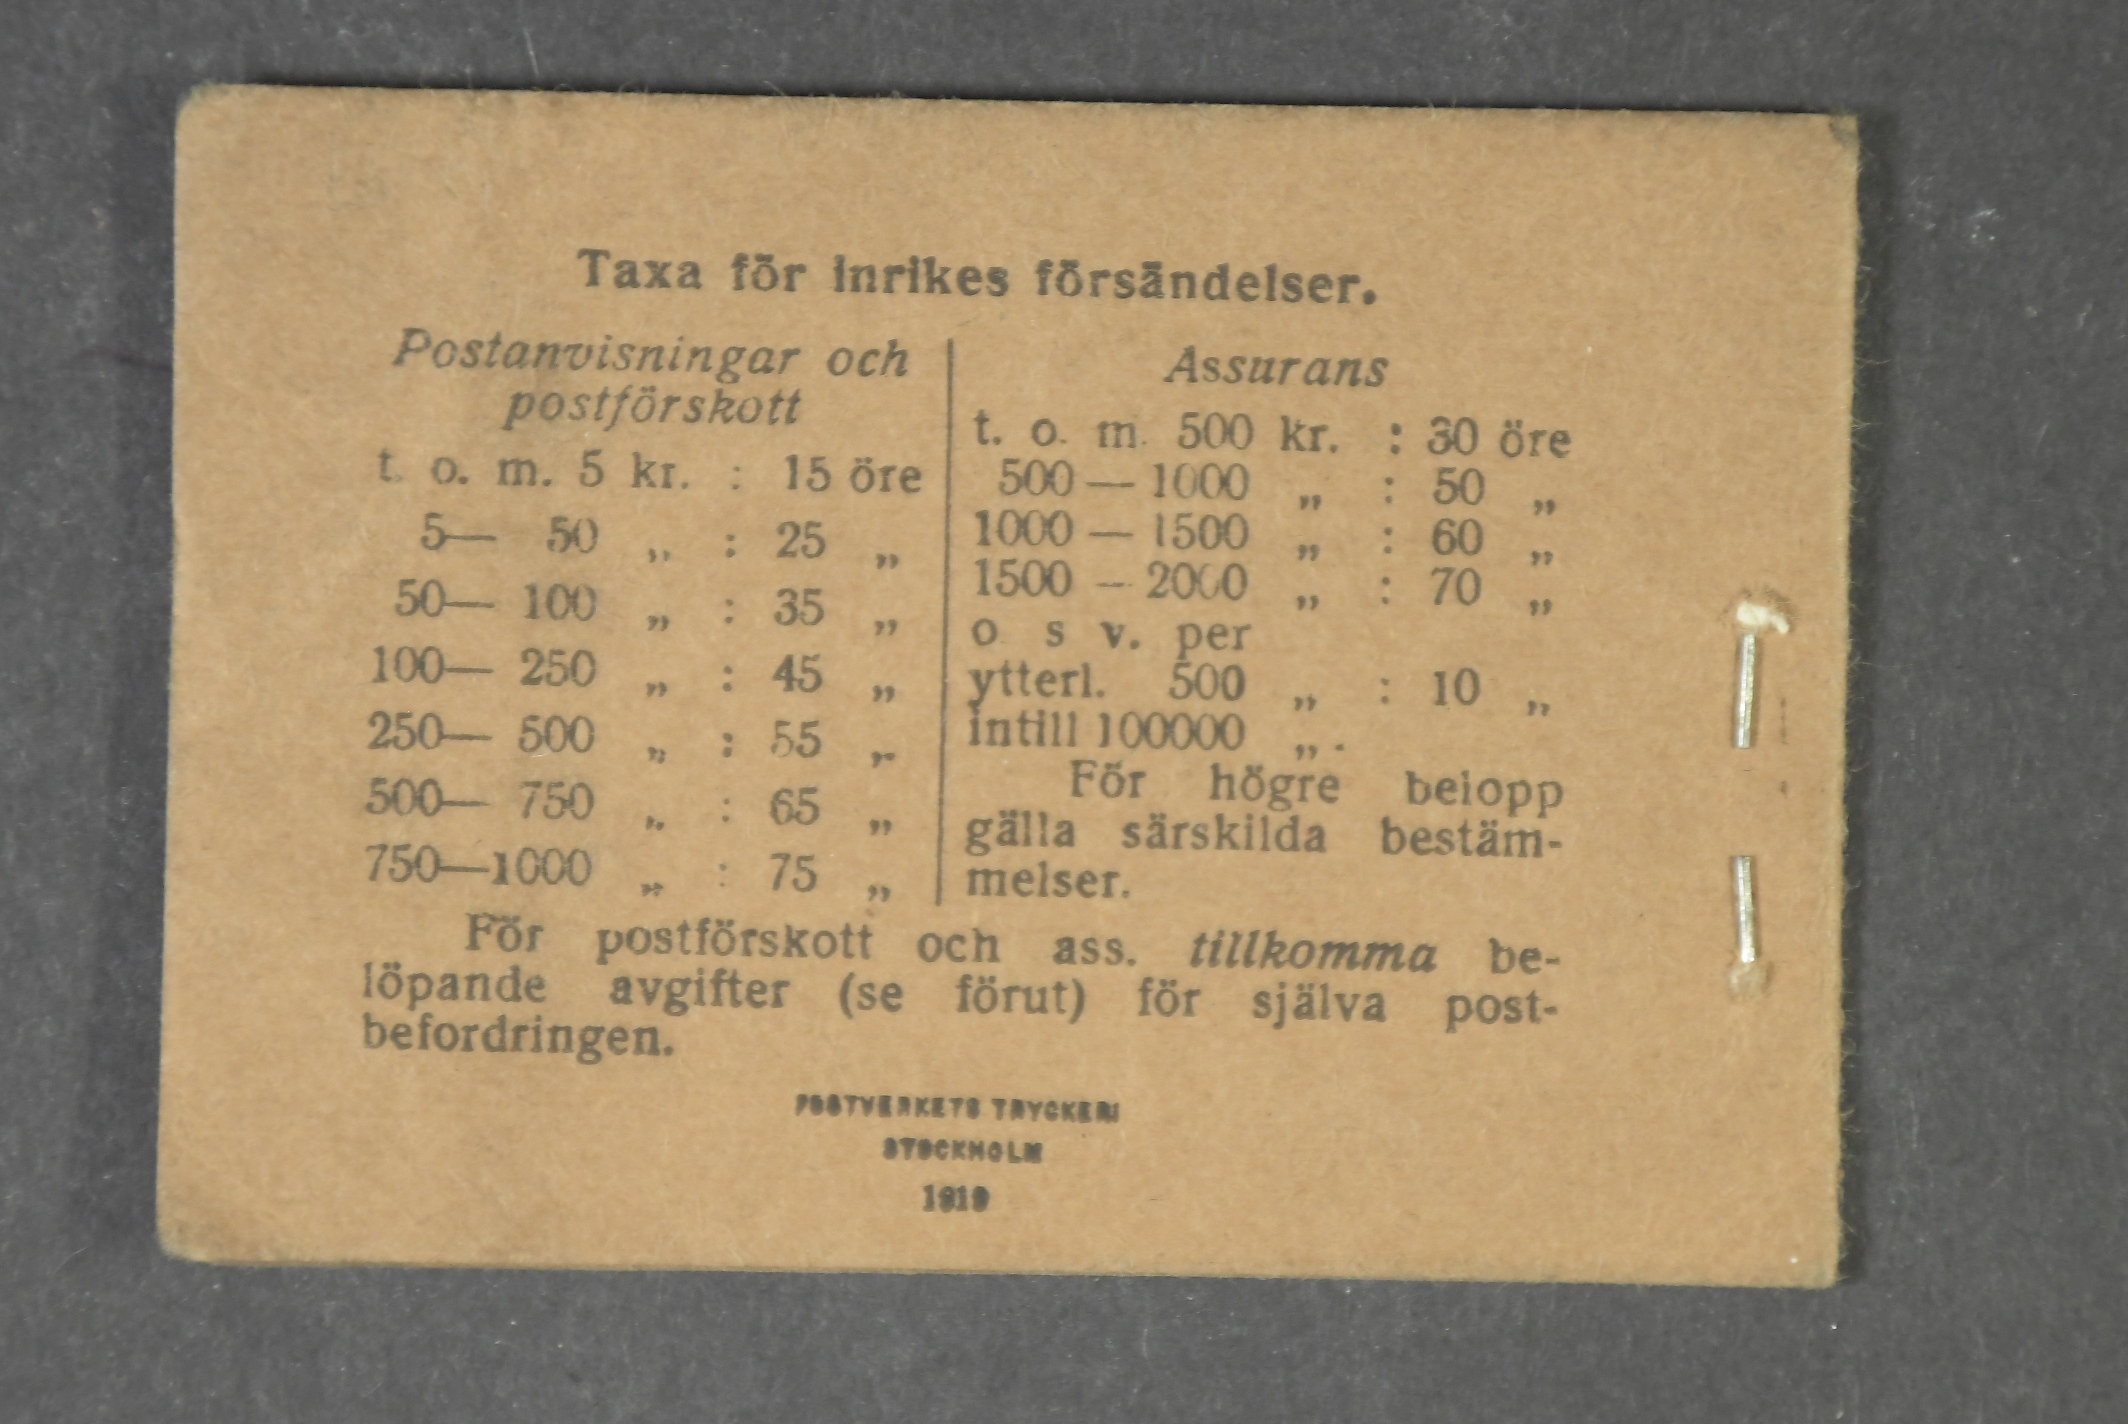 Taxa för inrikes försändelser.
Postanvisningar och
postförskott
t. o. m. 5 kr. : 15 öre
5— 50 „ : 25 „
50— 100 „ : 35 „
100— 250 „ : 45 „
250— 500 „ : 55 „
500— 750 „ : 65 „
750—1000 „ : 75 „
Assurans
t. o. m. 500 kr. : 30 öre
500 — 1000 „ : 50 „
1000 — 1500 „ : 60 „
1500 – 2000 „ : 70 „
o s v. per
ytterl. 500 „ : 10 „
intill 100000 „ .
För högre belopp
gälla särskilda bestäm-
melser.
För postförskott och ass. tillkomma be-
löpande avgifter (se förut) för själva post-
befordringen.
POSTVERKETS TRYCKERI
STOCKHOLM
1919